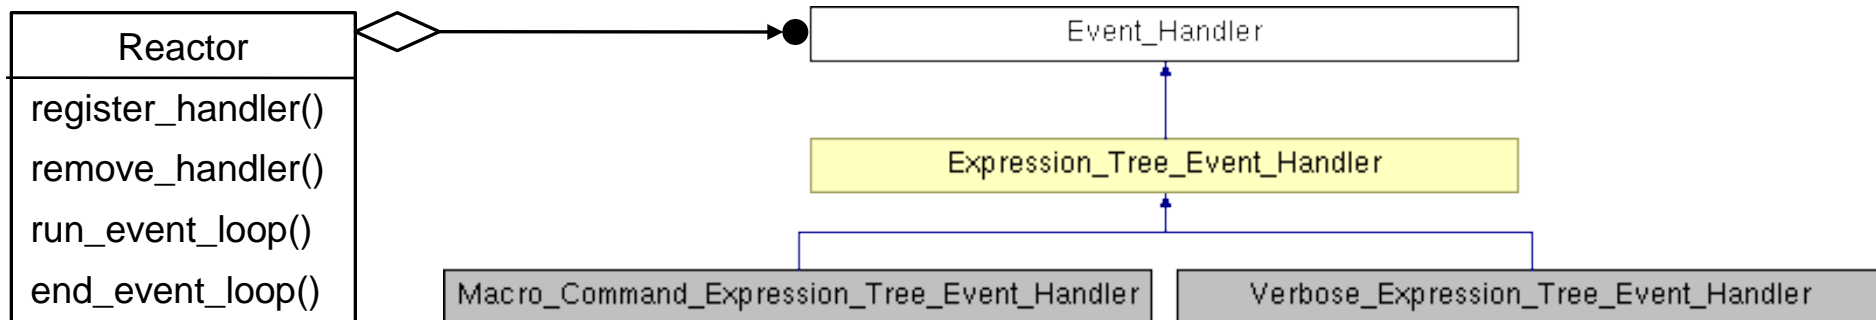 Reactor
register_handler()
remove_handler()
run_event_loop()
end_event_loop()
Event_Handler
Expression_Tree_Event_Handler
Macro_Command_Expression_Tree_Event_Handler
Verbose_Expression_Tree_Event_Handler